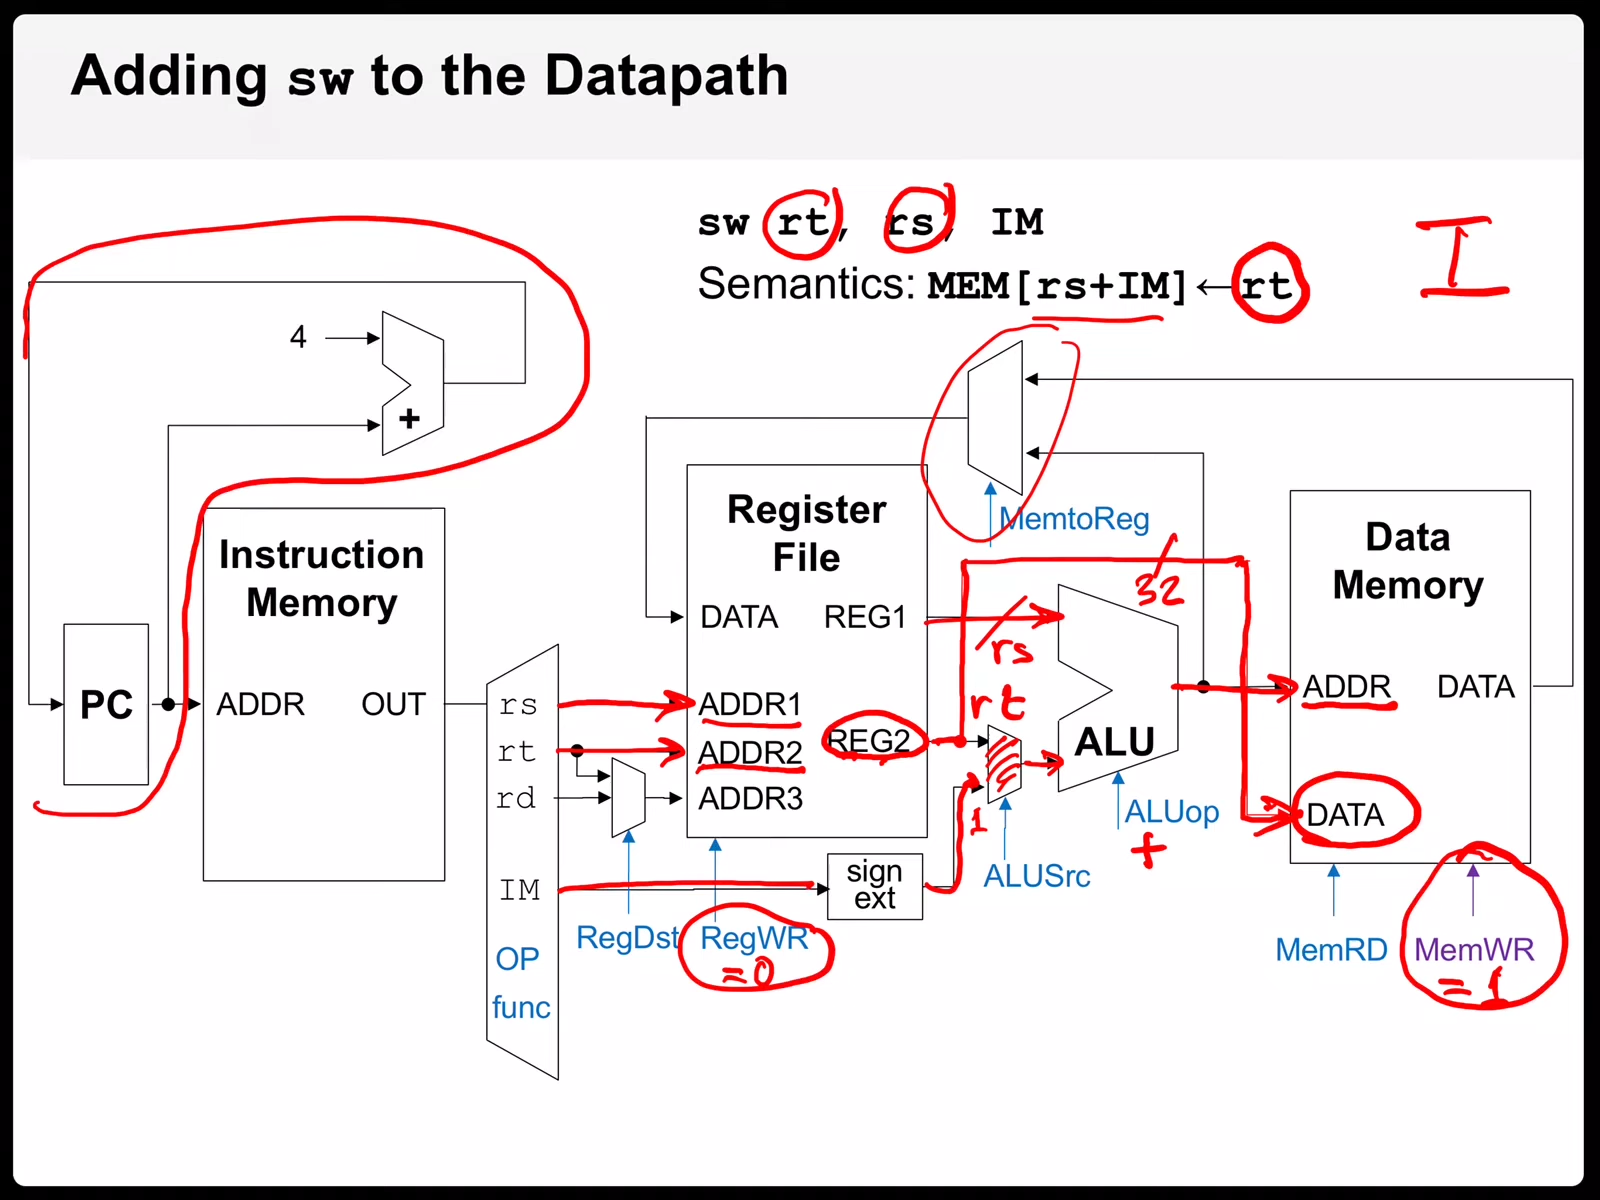 Adding sw to the Datapath
sw rt, rs, IM
I
Semantics: MEM[rs+IM]←rt
4
+
MemtoReg
Register
File
Instruction
Memory
Data
Memory
32
DATA REG1
rs
PC
ADDR OUT
rs
ADDR1
rt
ADDR DATA
rt
ADDR2
REG2
ALU
rd
ADDR3
1
ALUop
DATA
+
IM
sign
ext
ALUSrc
RegDst
RegWR
=0
MemRD
MemWR
=1
OP
func